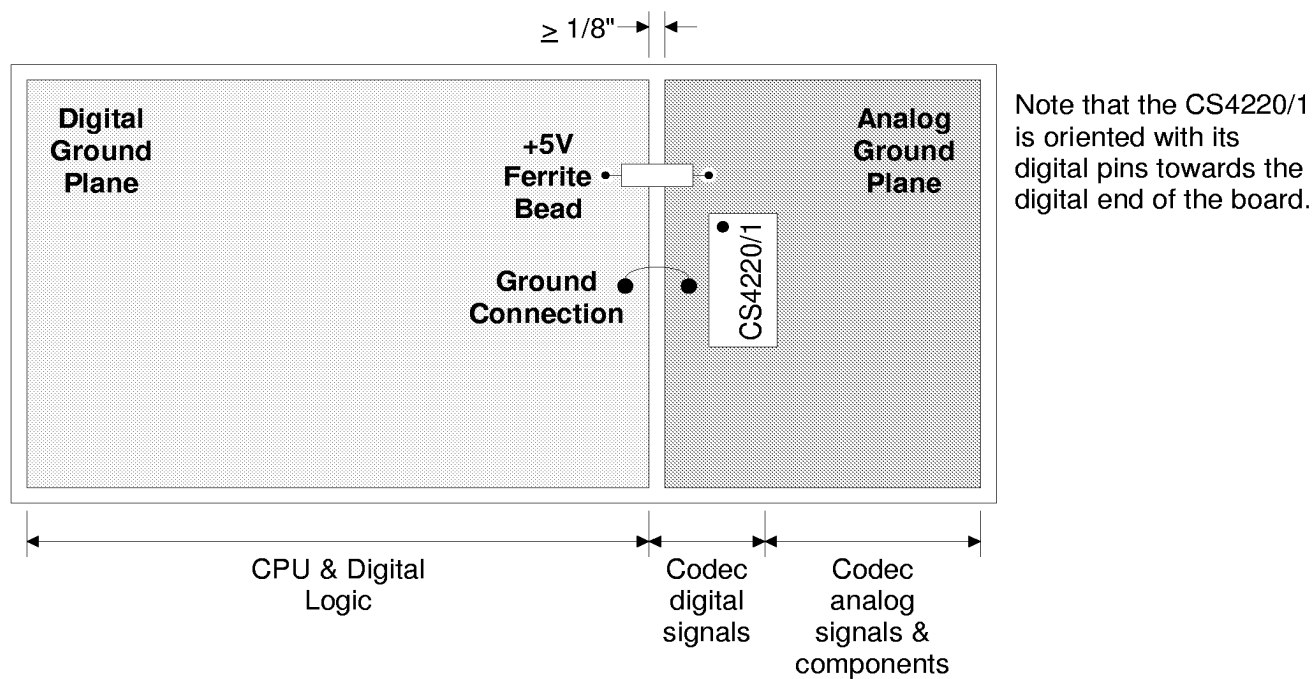 ≥ 1/8"
Digital
Ground
Plane
+5V
Ferrite
Bead
Analog
Ground
Plane
Note that the CS4220/1
is oriented with its
digital pins towards the
digital end of the board.
Ground
Connection
CS4220/1
CPU & Digital
Logic
Codec
digital
signals
Codec
analog
signals &
components